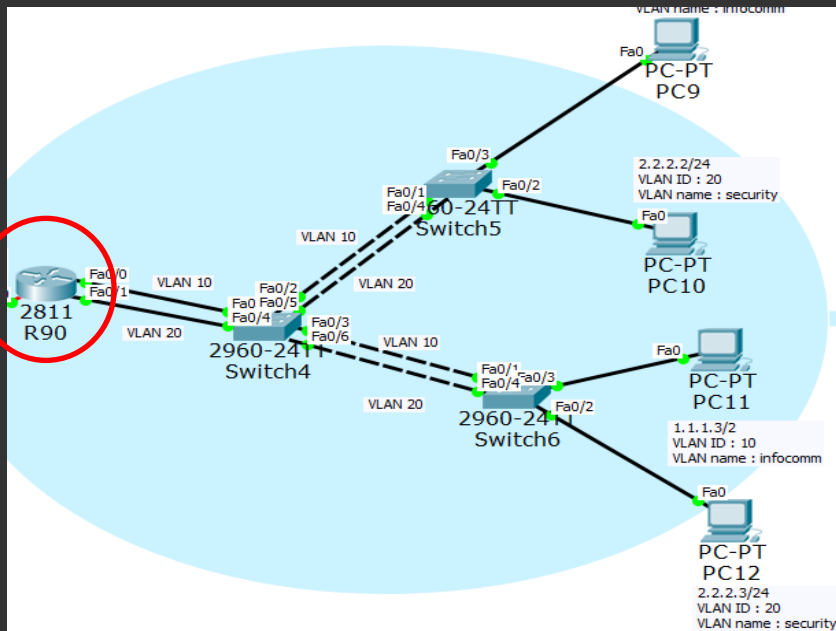 VLAN name : infocomm
Fa0
PC-PT
PC9
Fa0/3
2.2.2.2/24
VLAN ID : 20
VLAN name : security
Fa0/1
Fa0/4
Fa0/2
60-24TT
Switch5
Fa0
PC-PT
PC10
VLAN 10
VLAN 20
Fa0/0
Fa0/1
2811
R90
VLAN 10
VLAN 20
Fa0/2
Fa0
Fa0/5
Fa0/4
Fa0/3
Fa0/6
2960-24TT
Switch4
VLAN 10
VLAN 20
Fa0/1
Fa0/4
Fa0/3
Fa0/2
2960-24TT
Switch6
Fa0
PC-PT
PC11
1.1.1.3/2
VLAN ID : 10
VLAN name : infocomm
Fa0
PC-PT
PC12
2.2.2.3/24
VLAN ID : 20
VLAN name : security